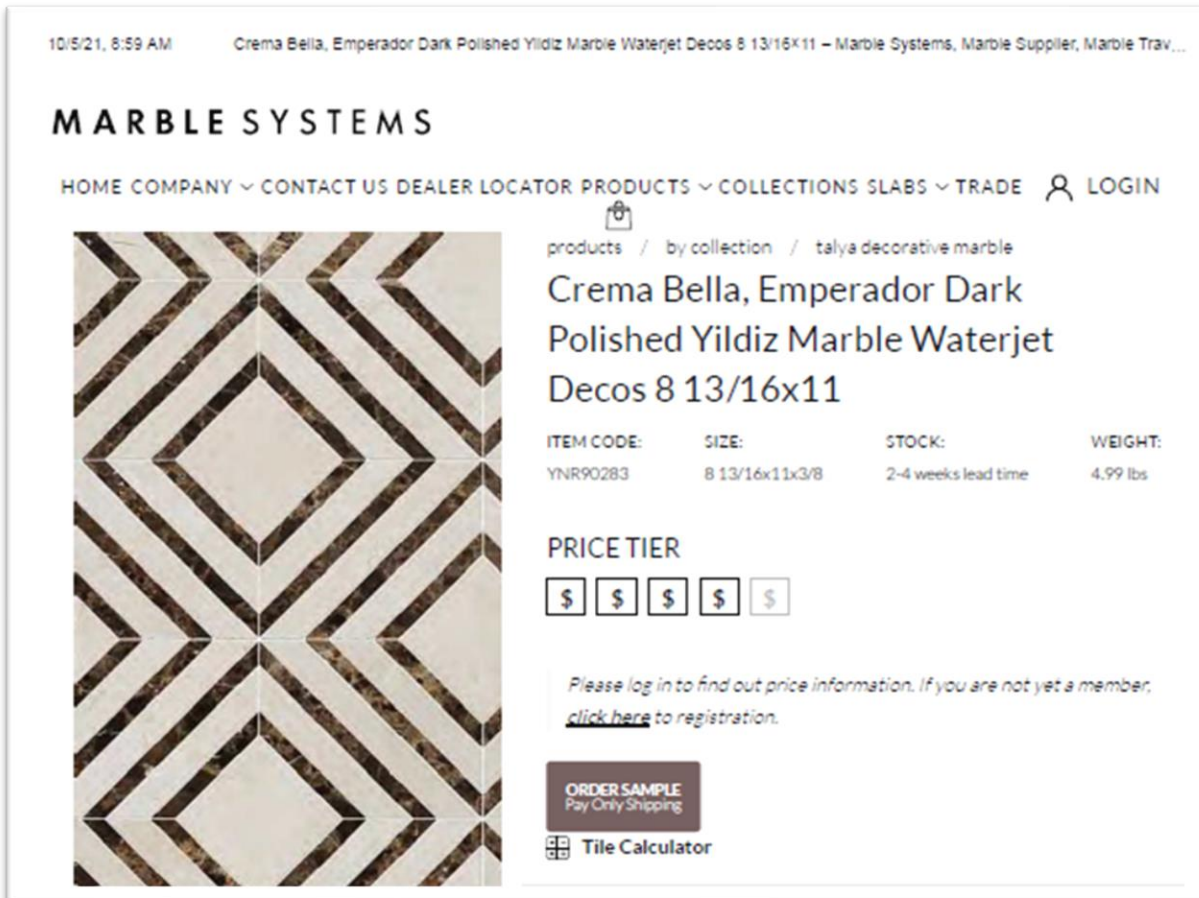 10/5/21, 8:59 AM Crema Bella, Emperador Dark Polished Yildiz Marble Waterjet Decos 8 13/16×11 – Marble Systems, Marble Supplier, Marble Trav...
MARBLE SYSTEMS
HOME COMPANY CONTACT US DEALER LOCATOR PRODUCTS COLLECTIONS SLABS TRADE LOGIN
products / by collection / talya decorative marble
Crema Bella, Emperador Dark
Polished Yildiz Marble Waterjet
Decos 8 13/16x11
ITEM CODE: SIZE: STOCK: WEIGHT:
YNR90283 8 13/16x11x3/8 2-4 weeks lead time 4.99 lbs
PRICE TIER
$ $ $ $ $
Please log in to find out price information. If you are not yet a member,
click here to registration.
ORDER SAMPLE
Pay Only Shipping
Tile Calculator